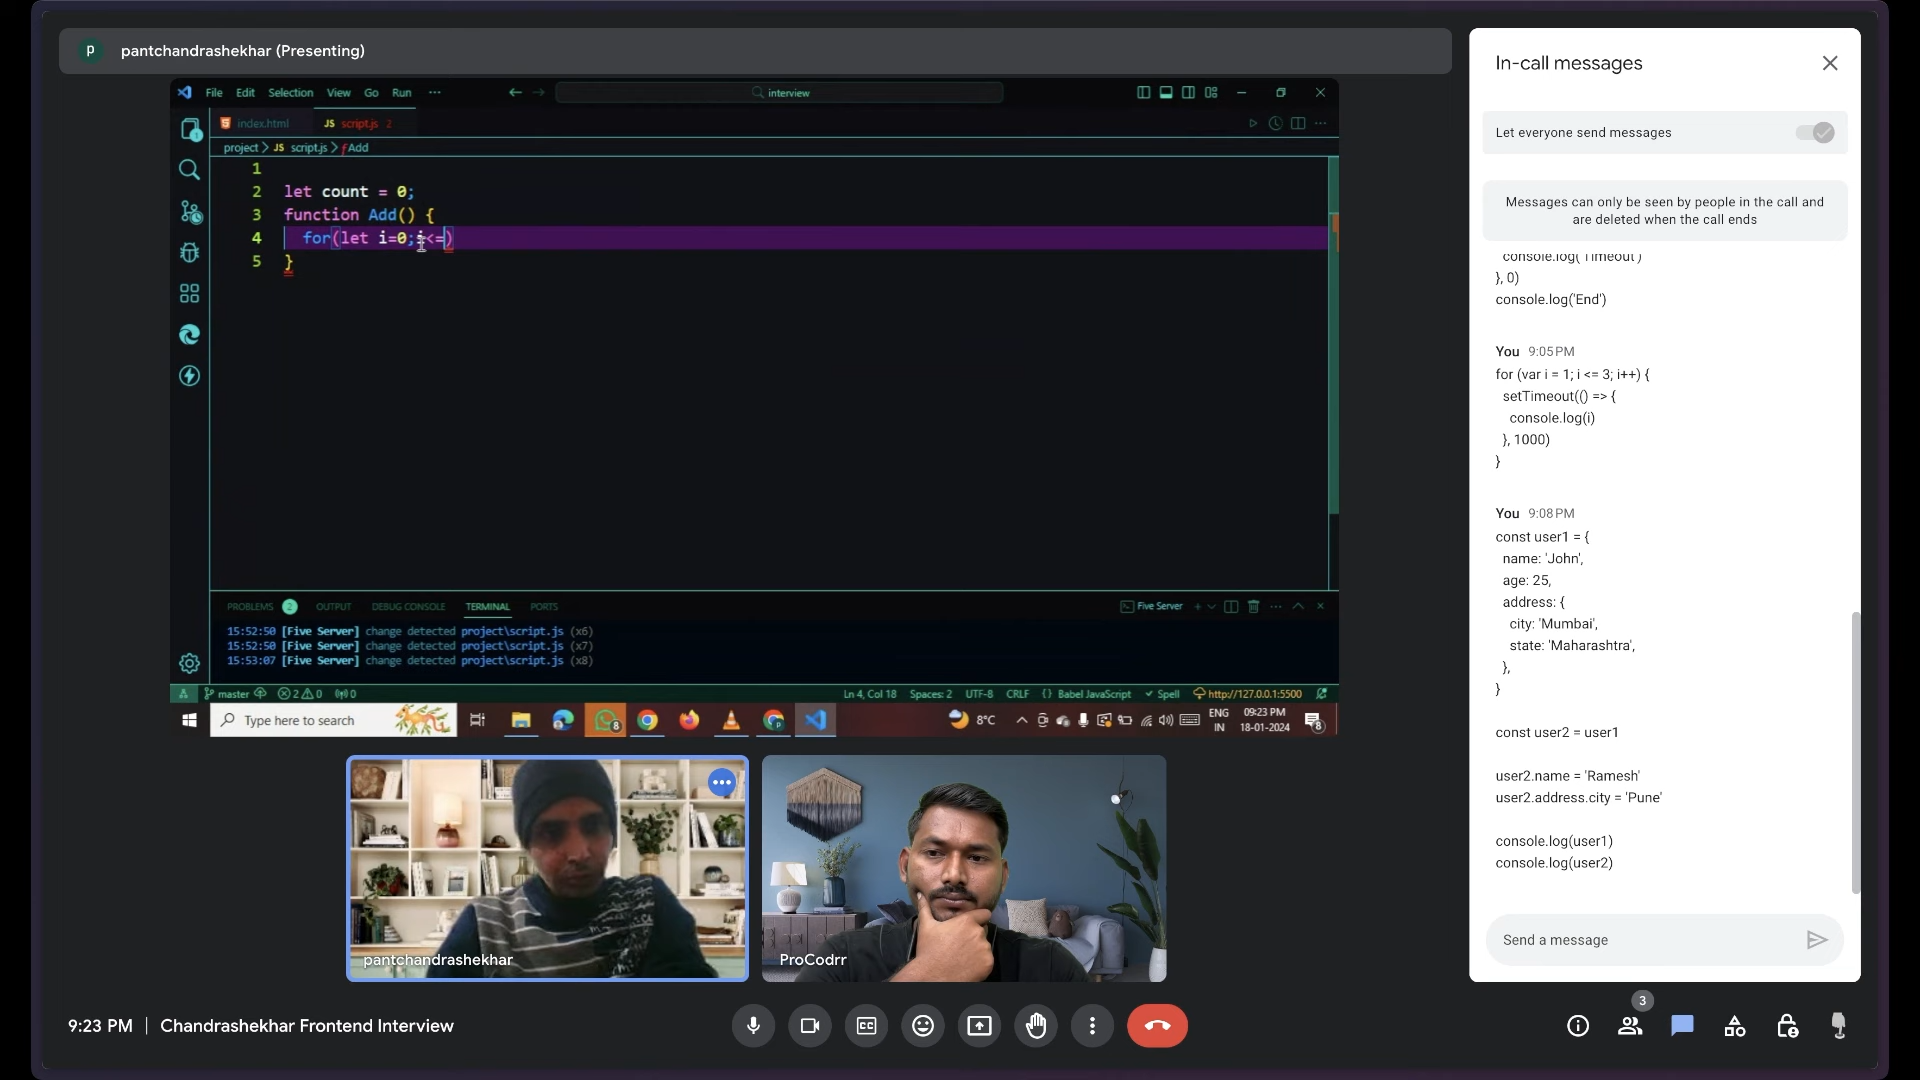 p pantchandrashekhar (Presenting)
File Edit Selection View Go Run ··· interview
index.html JS script.js 2
project > JS script.js > Add
1
2 let count = 0;
3 function Add() {
4 for(let i=0;i<=)
5 }
PROBLEMS 2 OUTPUT DEBUG CONSOLE TERMINAL PORTS Five Server
15:52:50 [Five Server] change detected project\script.js (x6)
15:52:50 [Five Server] change detected project\script.js (x7)
15:53:07 [Five Server] change detected project\script.js (x8)
master 2 0 0 Ln 4, Col 18 Spaces: 2 UTF-8 CRLF {} Babel JavaScript Spell http://127.0.0.1:5500
Type here to search 8 8°C ENG IN 09:23 PM 18-01-2024 8
pantchandrashekhar
ProCodrr
9:23 PM | Chandrashekhar Frontend Interview
CC
3
In-call messages
Let everyone send messages
Messages can only be seen by people in the call and
are deleted when the call ends
console.log('Timeout')
}, 0)
console.log('End')
You 9:05 PM
for (var i = 1; i <= 3; i++) {
setTimeout(() => {
console.log(i)
}, 1000)
}
You 9:08 PM
const user1 = {
name: 'John',
age: 25,
address: {
city: 'Mumbai',
state: 'Maharashtra',
},
}
const user2 = user1
user2.name = 'Ramesh'
user2.address.city = 'Pune'
console.log(user1)
console.log(user2)
Send a message